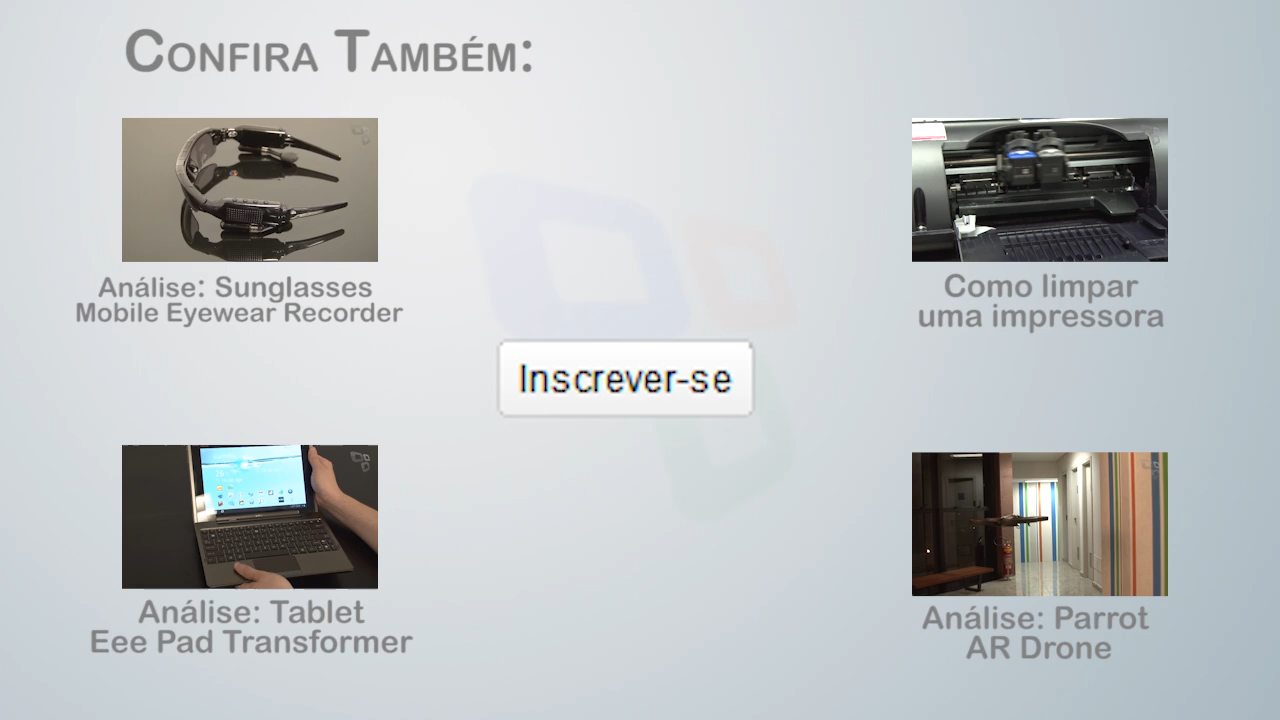 Confira Também:
Análise: Sunglasses
Mobile Eyewear Recorder
Como limpar
uma impressora
Inscrever-se
Análise: Tablet
Eee Pad Transformer
Análise: Parrot
AR Drone